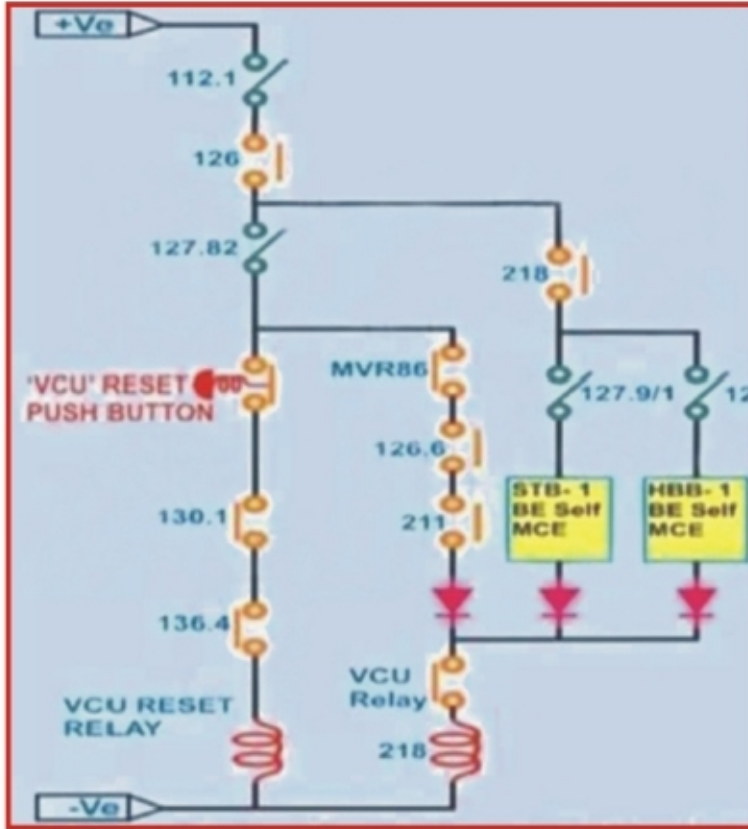 +Ve
112.1
126
127.82
218
'VCU' RESET
PUSH BUTTON
MVR86
127.9/1
126.6
STB- 1
BE Self
MCE
HBB- 1
BE Self
MCE
130.1
211
136.4
VCU
Relay
VCU RESET
RELAY
218
-Ve